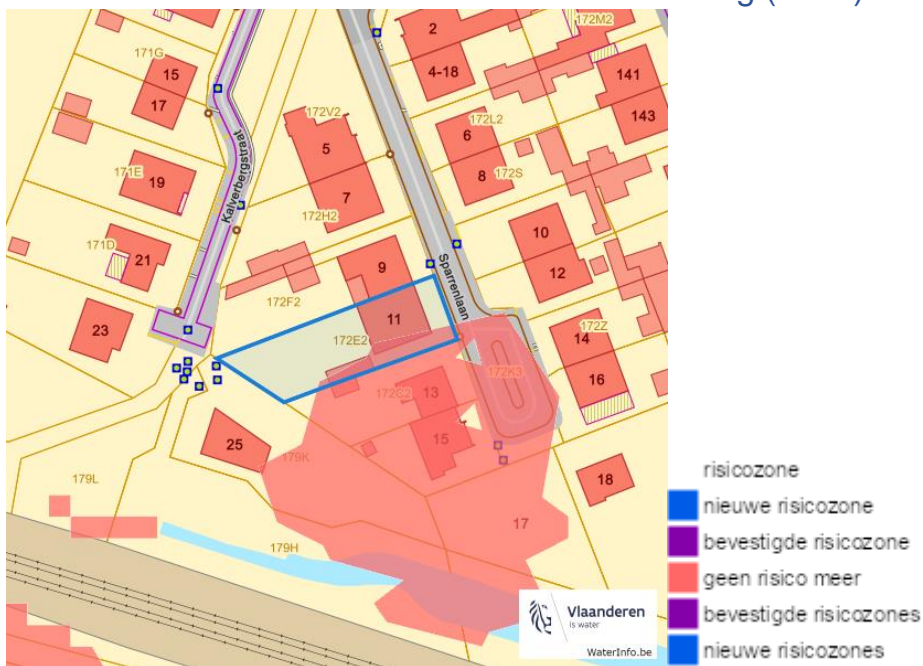 2
172M2
171G
4-18
141
15
17
172V2
143
6
172L2
5
Kalverbergstraat
8
172S
171E
19
7
172H2
10
171D
21
9
Sparrenlaan
12
172F2
11
23
172E2
14
172Z
172K3
16
13
15
25
179K
risicozone
179L
18
nieuwe risicozone
17
bevestigde risicozone
179H
geen risico meer
Vlaanderen
is water
bevestigde risicozones
WaterInfo.be
nieuwe risicozones